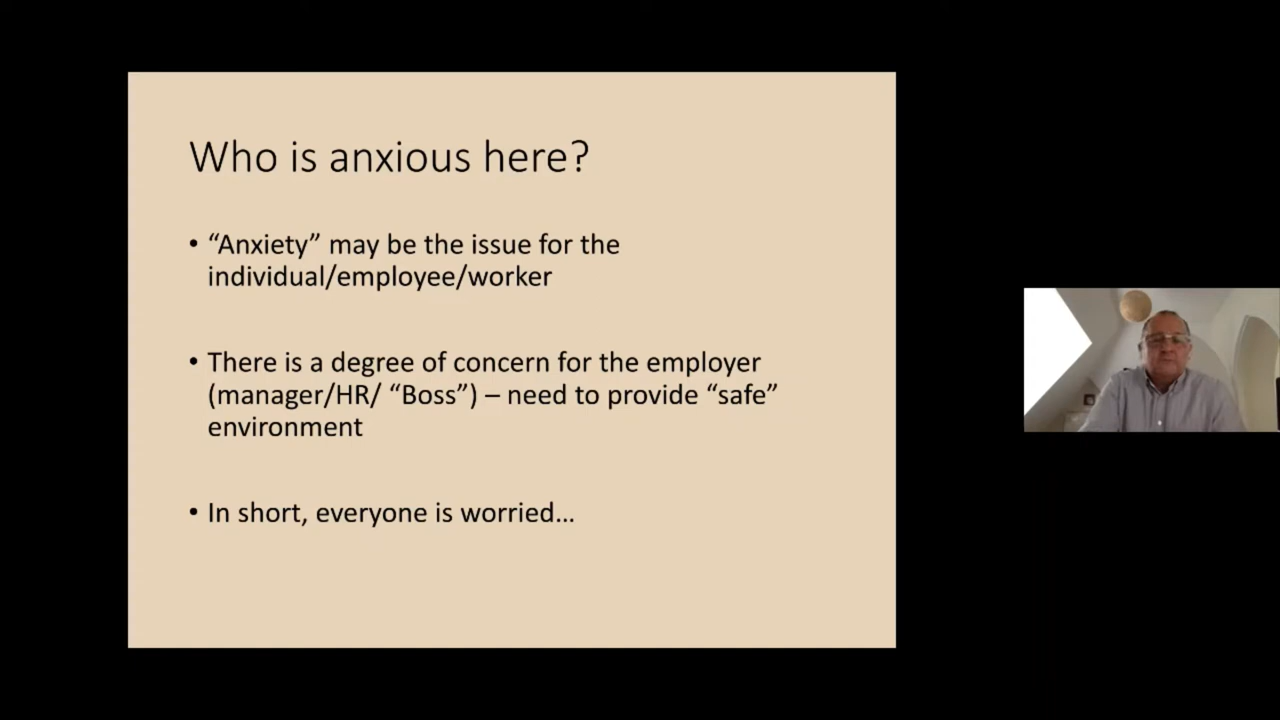 Who is anxious here?
• “Anxiety” may be the issue for the
individual/employee/worker
• There is a degree of concern for the employer
(manager/HR/ “Boss”) – need to provide “safe”
environment
• In short, everyone is worried…